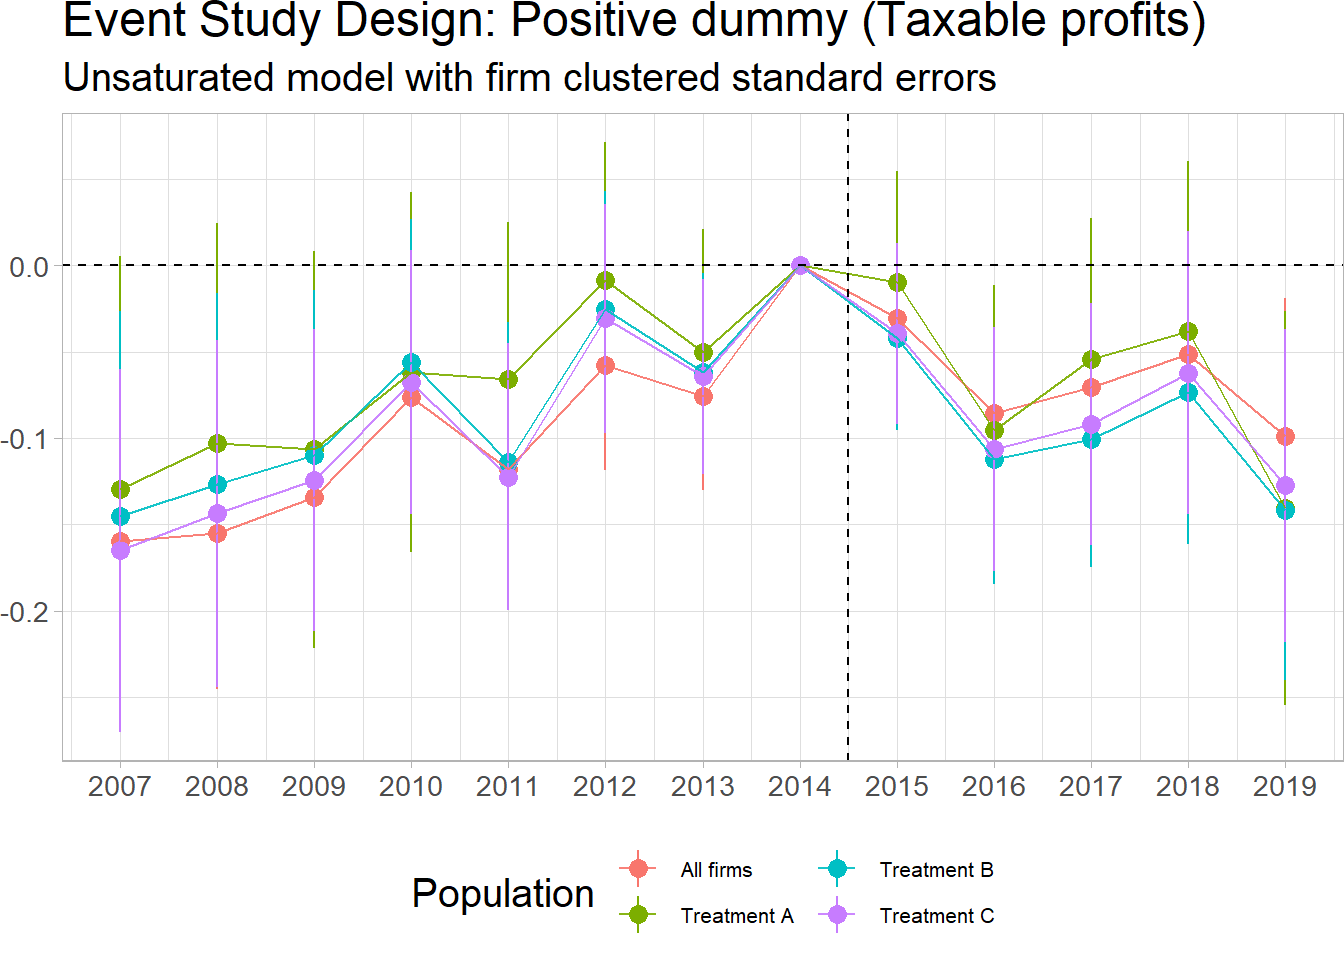 Event Study Design: Positive dummy (Taxable profits)
Unsaturated model with firm clustered standard errors
0.0
-0.1
-0.2
2007 2008 2009 2010 2011 2012 2013 2014 2015 2016 2017 2018 2019
Population
All firms
Treatment A
Treatment B
Treatment C